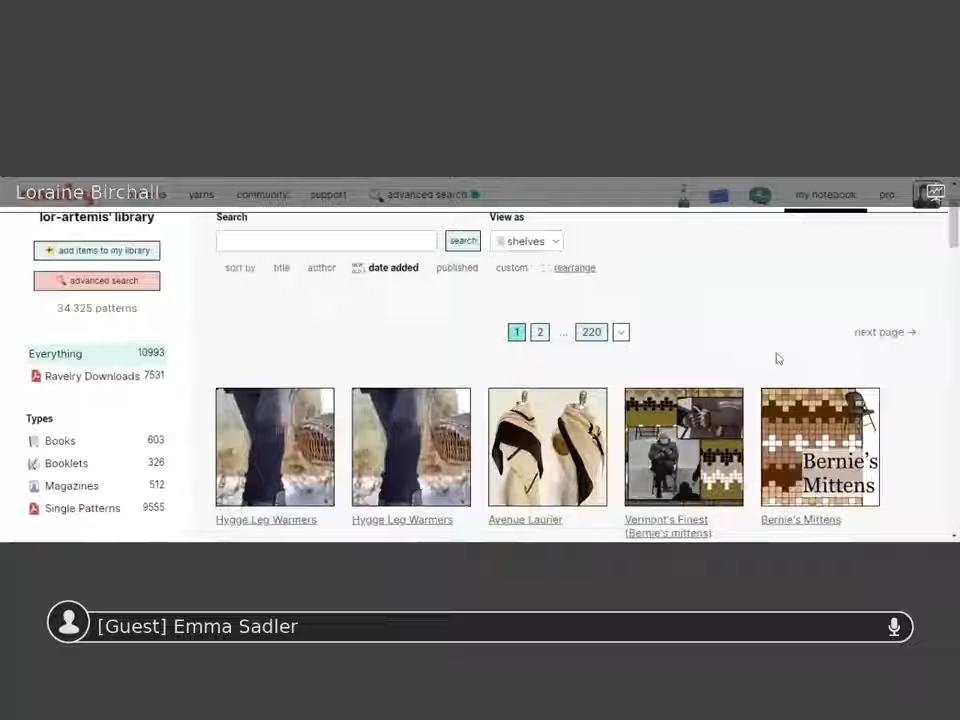 Loraine Birchall
yarns community support advanced search my notebook pro
lor-artemis' library
Search
View as
add items to my library
search
shelves
advanced search
sort by title author date added published custom rearrange
34 325 patterns
1 2 ... 220
next page →
Everything 10993
Ravelry Downloads 7531
Types
Books 603
Booklets 326
Magazines 512
Single Patterns 9555
Bernie's
Mittens
Hygge Leg Warmers
Hygge Leg Warmers
Avenue Laurier
Vermont's Finest
(Bernie's mittens)
Bernie's Mittens
[Guest] Emma Sadler